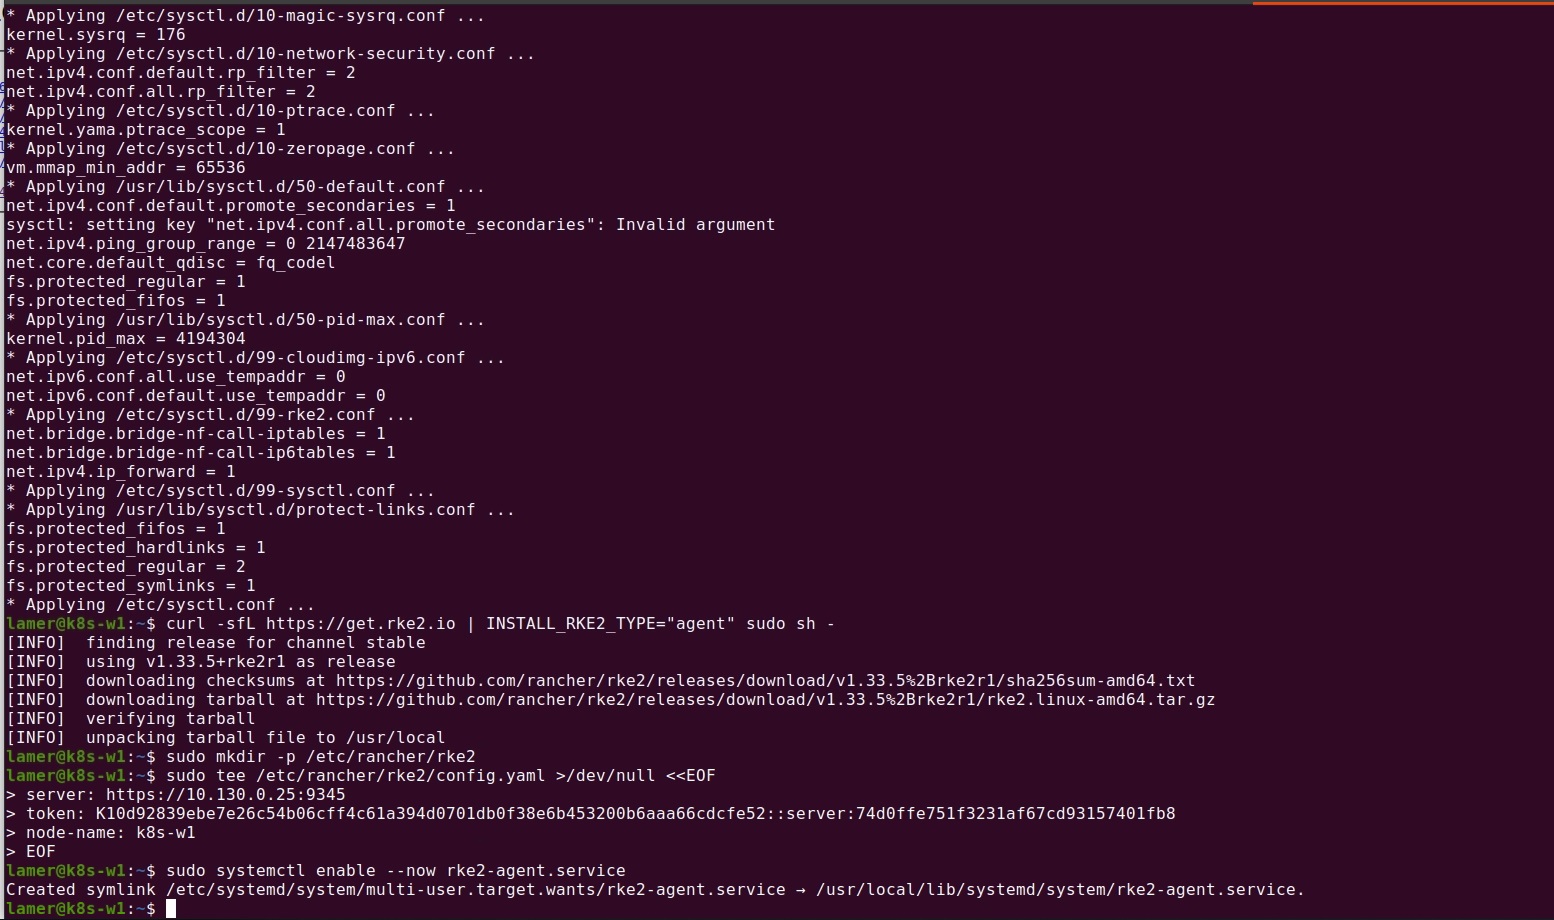 * Applying /etc/sysctl.d/10-magic-sysrq.conf ...
kernel.sysrq = 176
* Applying /etc/sysctl.d/10-network-security.conf ...
net.ipv4.conf.default.rp_filter = 2
net.ipv4.conf.all.rp_filter = 2
* Applying /etc/sysctl.d/10-ptrace.conf ...
kernel.yama.ptrace_scope = 1
* Applying /etc/sysctl.d/10-zeropage.conf ...
vm.mmap_min_addr = 65536
* Applying /usr/lib/sysctl.d/50-default.conf ...
net.ipv4.conf.default.promote_secondaries = 1
sysctl: setting key "net.ipv4.conf.all.promote_secondaries": Invalid argument
net.ipv4.ping_group_range = 0 2147483647
net.core.default_qdisc = fq_codel
fs.protected_regular = 1
fs.protected_fifos = 1
* Applying /usr/lib/sysctl.d/50-pid-max.conf ...
kernel.pid_max = 4194304
* Applying /etc/sysctl.d/99-cloudimg-ipv6.conf ...
net.ipv6.conf.all.use_tempaddr = 0
net.ipv6.conf.default.use_tempaddr = 0
* Applying /etc/sysctl.d/99-rke2.conf ...
net.bridge.bridge-nf-call-iptables = 1
net.bridge.bridge-nf-call-ip6tables = 1
net.ipv4.ip_forward = 1
* Applying /etc/sysctl.d/99-sysctl.conf ...
* Applying /usr/lib/sysctl.d/protect-links.conf ...
fs.protected_fifos = 1
fs.protected_hardlinks = 1
fs.protected_regular = 2
fs.protected_symlinks = 1
* Applying /etc/sysctl.conf ...
lamer@k8s-w1:~$ curl -sfL https://get.rke2.io | INSTALL_RKE2_TYPE="agent" sudo sh -
[INFO]  finding release for channel stable
[INFO]  using v1.33.5+rke2r1 as release
[INFO]  downloading checksums at https://github.com/rancher/rke2/releases/download/v1.33.5%2Brke2r1/sha256sum-amd64.txt
[INFO]  downloading tarball at https://github.com/rancher/rke2/releases/download/v1.33.5%2Brke2r1/rke2.linux-amd64.tar.gz
[INFO]  verifying tarball
[INFO]  unpacking tarball file to /usr/local
lamer@k8s-w1:~$ sudo mkdir -p /etc/rancher/rke2
lamer@k8s-w1:~$ sudo tee /etc/rancher/rke2/config.yaml >/dev/null <<EOF
> server: https://10.130.0.25:9345
> token: K10d92839ebe7e26c54b06cff4c61a394d0701db0f38e6b453200b6aaa66cdcfe52::server:74d0ffe751f3231af67cd93157401fb8
> node-name: k8s-w1
> EOF
lamer@k8s-w1:~$ sudo systemctl enable --now rke2-agent.service
Created symlink /etc/systemd/system/multi-user.target.wants/rke2-agent.service → /usr/local/lib/systemd/system/rke2-agent.service.
lamer@k8s-w1:~$